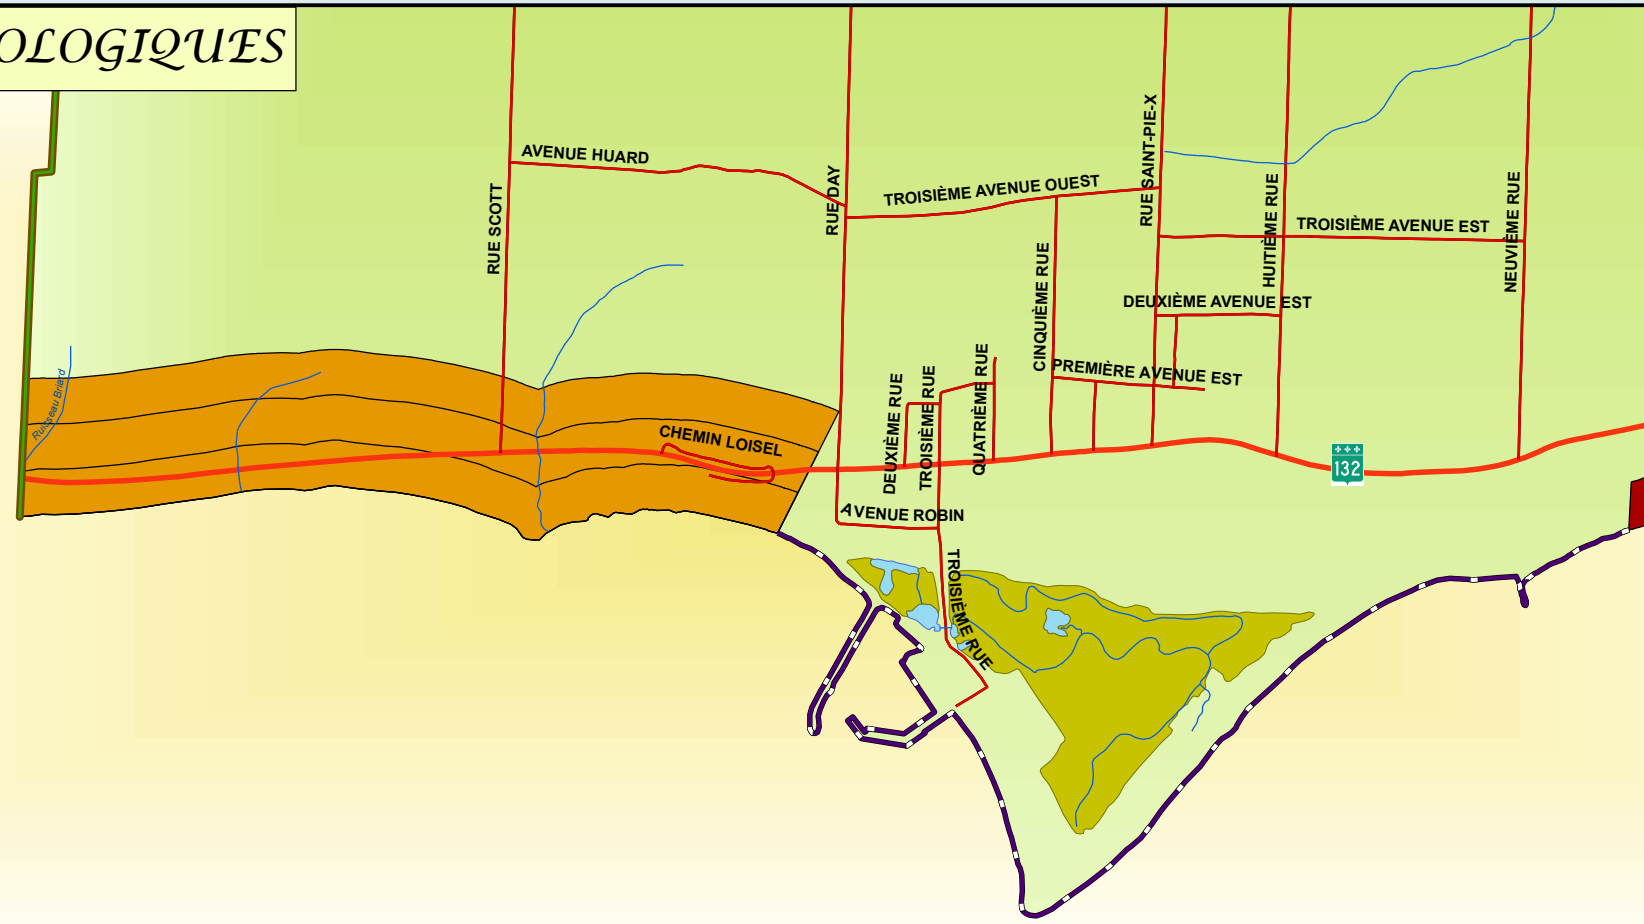 OLOGIQUES
AVENUE HUARD
RUE SCOTT
RUE DAY
TROISIÈME AVENUE OUEST
RUE SAINT-PIE-X
HUITIÈME RUE
TROISIÈME AVENUE EST
NEUVIÈME RUE
CINQUIÈME RUE
DEUXIÈME AVENUE EST
PREMIÈRE AVENUE EST
QUATRIÈME RUE
TROISIÈME RUE
DEUXIÈME RUE
Ruisseau Briard
CHEMIN LOISEL
132
AVENUE ROBIN
TROISIÈME RUE